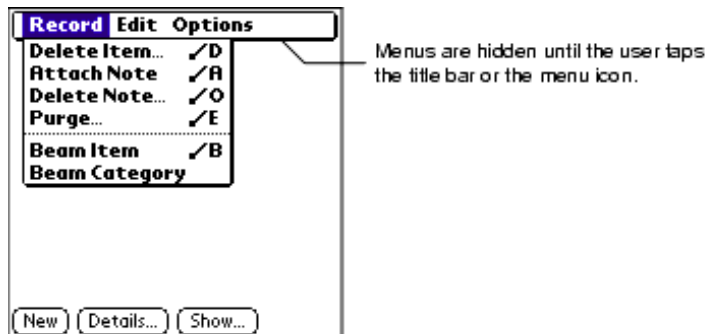 Record Edit Options
Delete Item... /D
Attach Note /A
Delete Note... /O
Purge... /E
Beam Item /B
Beam Category
Menus are hidden until the user taps
the title bar or the menu icon.
New Details... Show...